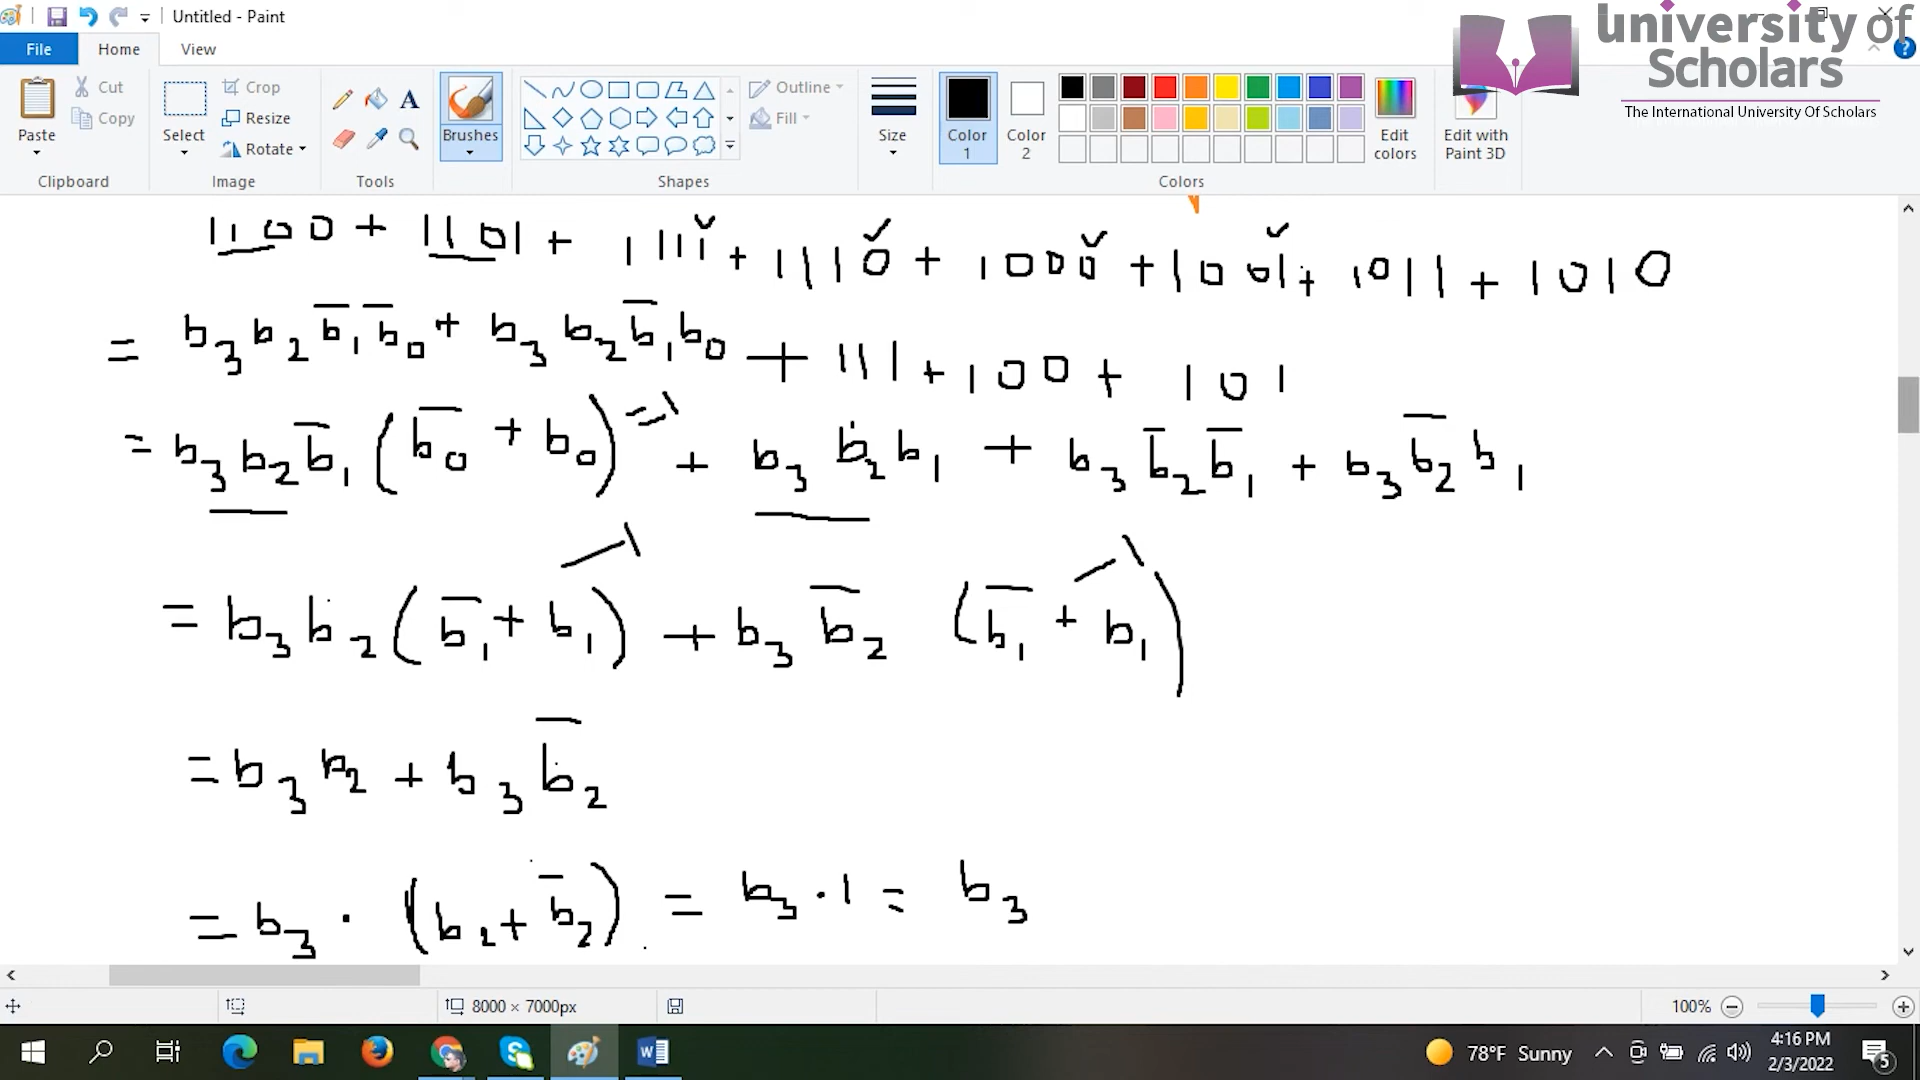 Untitled - Paint
university of
Scholars
The International University Of Scholars
File Home View
Paste Cut Copy Clipboard
Select Crop Resize Rotate Image
Tools
Brushes
Outline Fill Shapes
Size
Color 1 Color 2 Edit colors Edit with Paint 3D Colors
1100 + 1101 + 1111 + 1110 + 1000 + 1001 + 1011 + 1010
= b₃b₂b̅₁b̅₀ + b₃b₂b̅₁b₀ + 111 + 100 + 101
= b₃b₂b̅₁(b̅₀ + b₀)=1 + b₃b₂b₁ + b₃b̅₂b̅₁ + b₃b̅₂b₁
= b₃b₂(b̅₁ + b₁)-1 + b₃b̅₂ (b̅₁ + b₁)-1
= b₃b₂ + b₃b̅₂
= b₃ · (b₂ + b̅₂) = b₃ · 1 = b₃
8000 × 7000px 100%
78°F Sunny
4:16 PM
2/3/2022
5